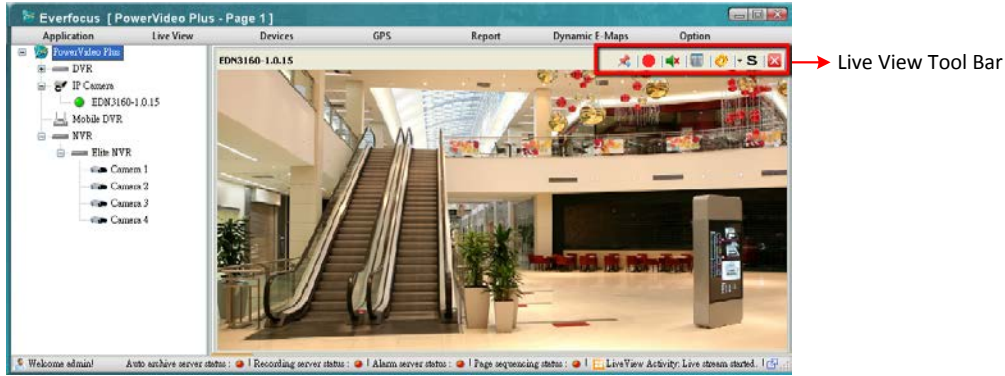 Everfocus [ PowerVideo Plus - Page 1 ]
Application Live View Devices GPS Report Dynamic E-Maps Option
PowerVideo Plus
DVR
IP Camera
EDN3160-1.0.15
Mobile DVR
NVR
Elite NVR
Camera 1
Camera 2
Camera 3
Camera 4
EDN3160-1.0.15
S
Live View Tool Bar
Welcome admin! Auto archive server status : Recording server status : Alarm server status : Page sequencing status : LiveView Activity: Live stream started.